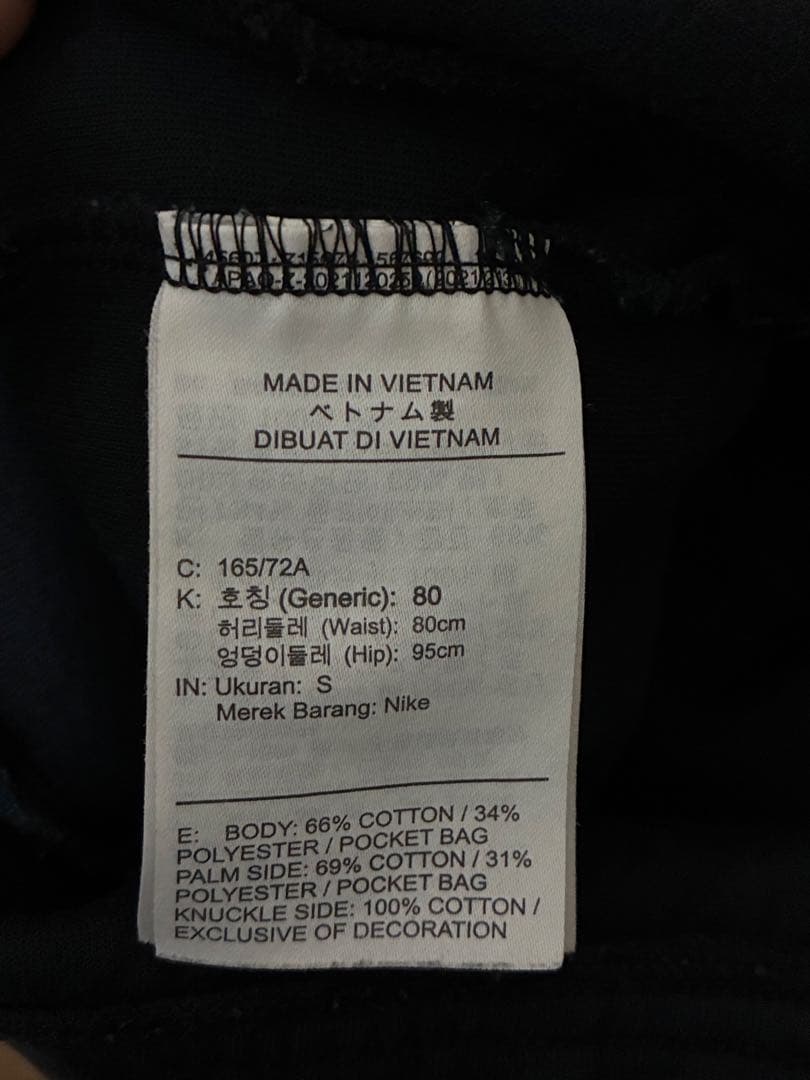 MADE IN VIETNAM
ベトナム製
DIBUAT DI VIETNAM
C: 165/72A
K: 호칭 (Generic): 80
허리둘레 (Waist): 80cm
엉덩이둘레 (Hip): 95cm
IN: Ukuran: S
Merek Barang: Nike
E: BODY: 66% COTTON / 34%
POLYESTER / POCKET BAG
PALM SIDE: 69% COTTON / 31%
POLYESTER / POCKET BAG
KNUCKLE SIDE: 100% COTTON /
EXCLUSIVE OF DECORATION